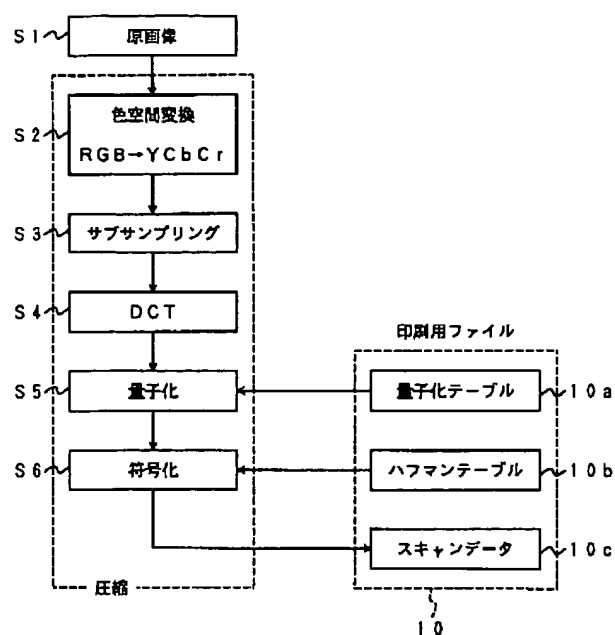 S1
原画像
S2
色空間変換
RGB→YCbCr
S3
サブサンプリング
S4
DCT
印刷用ファイル
S5
量子化
量子化テーブル
10a
S6
符号化
ハフマンテーブル
10b
スキャンデータ
10c
圧縮
10